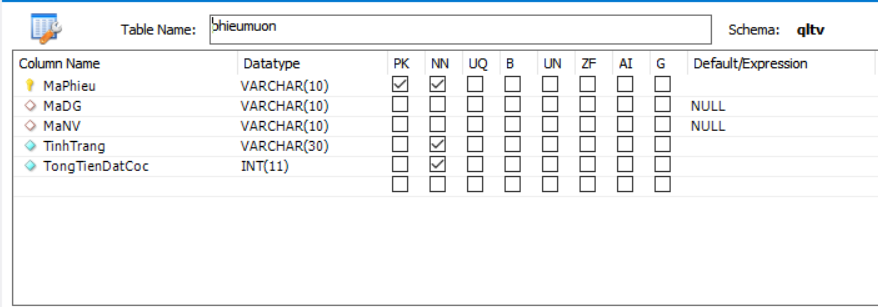 Table Name: phieumuon Schema: qltv
Column Name Datatype PK NN UQ B UN ZF AI G Default/Expression
MaPhieu VARCHAR(10)
MaDG VARCHAR(10) NULL
MaNV VARCHAR(10) NULL
TinhTrang VARCHAR(30)
TongTienDatCoc INT(11)